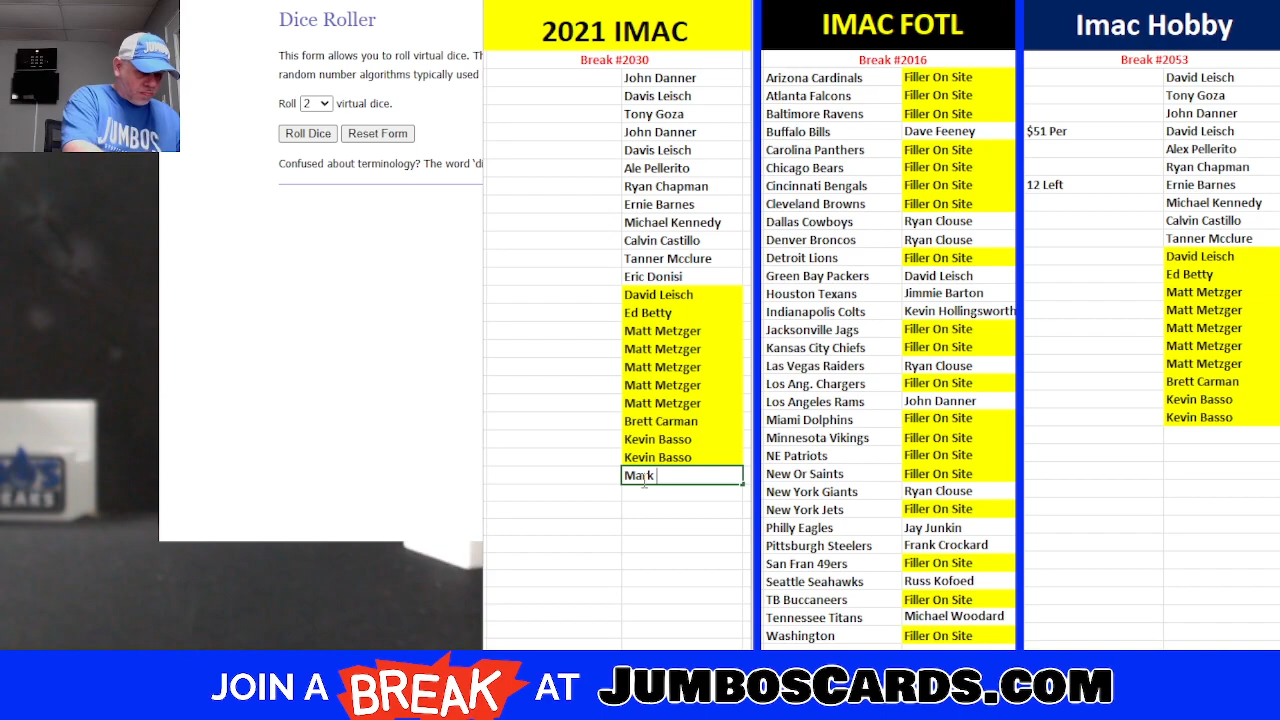 JUMBOS
Dice Roller
This form allows you to roll virtual dice. Th
random number algorithms typically used
Roll 2 virtual dice.
Roll Dice Reset Form
Confused about terminology? The word 'di
2021 IMAC
Break #2030
John Danner
Davis Leisch
Tony Goza
John Danner
Davis Leisch
Ale Pellerito
Ryan Chapman
Ernie Barnes
Michael Kennedy
Calvin Castillo
Tanner Mcclure
Eric Donisi
David Leisch
Ed Betty
Matt Metzger
Matt Metzger
Matt Metzger
Matt Metzger
Matt Metzger
Brett Carman
Kevin Basso
Kevin Basso
Mark
IMAC FOTL
Break #2016
Arizona Cardinals Filler On Site
Atlanta Falcons Filler On Site
Baltimore Ravens Filler On Site
Buffalo Bills Dave Feeney
Carolina Panthers Filler On Site
Chicago Bears Filler On Site
Cincinnati Bengals Filler On Site
Cleveland Browns Filler On Site
Dallas Cowboys Ryan Clouse
Denver Broncos Ryan Clouse
Detroit Lions Filler On Site
Green Bay Packers David Leisch
Houston Texans Jimmie Barton
Indianapolis Colts Kevin Hollingsworth
Jacksonville Jags Filler On Site
Kansas City Chiefs Filler On Site
Las Vegas Raiders Ryan Clouse
Los Ang. Chargers Filler On Site
Los Angeles Rams John Danner
Miami Dolphins Filler On Site
Minnesota Vikings Filler On Site
NE Patriots Filler On Site
New Or Saints Filler On Site
New York Giants Ryan Clouse
New York Jets Filler On Site
Philly Eagles Jay Junkin
Pittsburgh Steelers Frank Crockard
San Fran 49ers Filler On Site
Seattle Seahawks Russ Kofoed
TB Buccaneers Filler On Site
Tennessee Titans Michael Woodard
Washington Filler On Site
Imac Hobby
Break #2053
David Leisch
Tony Goza
John Danner
$51 Per David Leisch
Alex Pellerito
Ryan Chapman
12 Left Ernie Barnes
Michael Kennedy
Calvin Castillo
Tanner Mcclure
David Leisch
Ed Betty
Matt Metzger
Matt Metzger
Matt Metzger
Matt Metzger
Matt Metzger
Brett Carman
Kevin Basso
Kevin Basso
JOIN A BREAK AT JUMBOSCARDS.COM